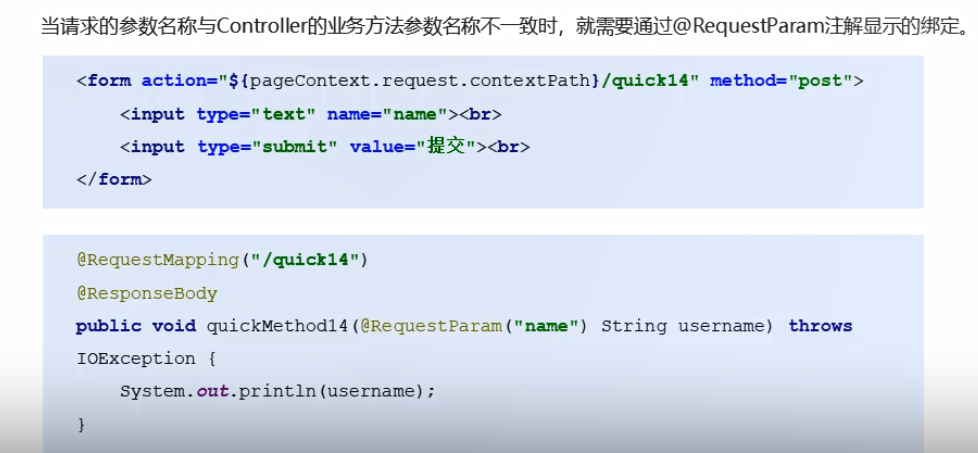 当请求的参数名称与Controller的业务方法参数名称不一致时，就需要通过@RequestParam注解显示的绑定。
<form action="${pageContext.request.contextPath}/quick14" method="post">
    <input type="text" name="name"><br>
    <input type="submit" value="提交"><br>
</form>
@RequestMapping("/quick14")
@ResponseBody
public void quickMethod14(@RequestParam("name") String username) throws
IOException {
    System.out.println(username);
}